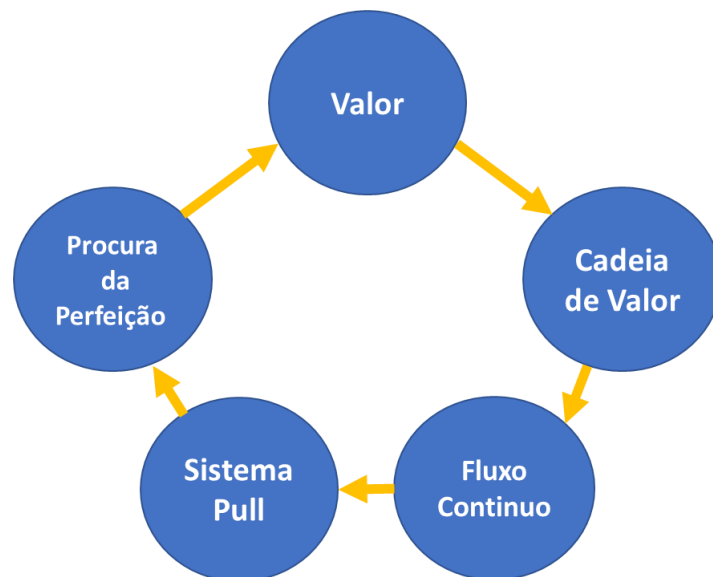 Valor
Cadeia
de Valor
Fluxo
Continuo
Sistema
Pull
Procura
da
Perfeição